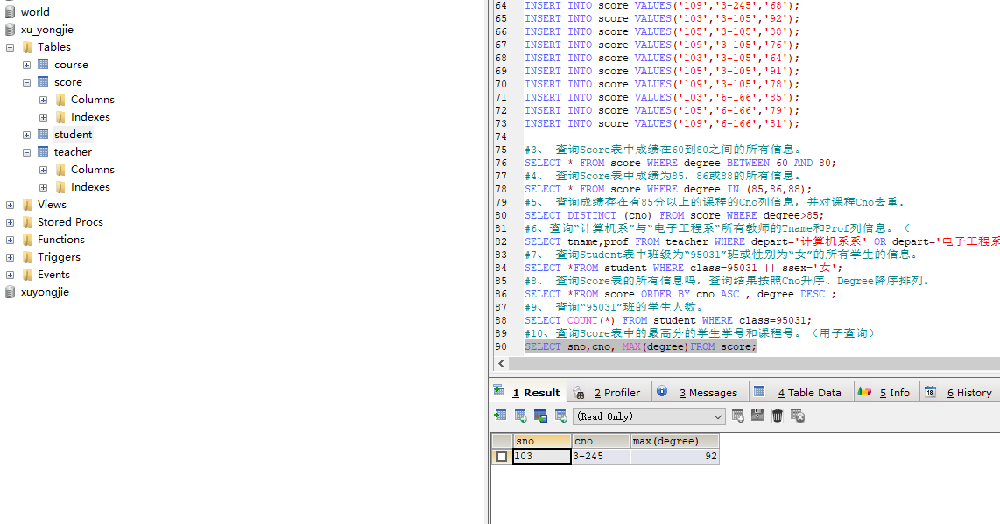 world
xu_yongjie
Tables
course
score
Columns
Indexes
student
teacher
Columns
Indexes
Views
Stored Procs
Functions
Triggers
Events
xuyongjie
64 INSERT INTO score VALUES('109','3-245','68');
65 INSERT INTO score VALUES('103','3-105','92');
66 INSERT INTO score VALUES('105','3-105','88');
67 INSERT INTO score VALUES('109','3-105','76');
68 INSERT INTO score VALUES('103','3-105','64');
69 INSERT INTO score VALUES('105','3-105','91');
70 INSERT INTO score VALUES('109','3-105','78');
71 INSERT INTO score VALUES('103','6-166','85');
72 INSERT INTO score VALUES('105','6-166','79');
73 INSERT INTO score VALUES('109','6-166','81');
74
75 #3、 查询Score表中成绩在60到80之间的所有信息。
76 SELECT * FROM score WHERE degree BETWEEN 60 AND 80;
77 #4、 查询Score表中成绩为85，86或88的所有信息。
78 SELECT * FROM score WHERE degree IN (85,86,88);
79 #5、 查询成绩存在有85分以上的课程的Cno列信息，并对课程Cno去重.
80 SELECT DISTINCT (cno) FROM score WHERE degree>85;
81 #6、查询“计算机系”与“电子工程系“所有教师的Tname和Prof列信息。（
82 SELECT tname,prof FROM teacher WHERE depart='计算机系系' OR depart='电子工程系
83 #7、 查询Student表中班级为“95031”班或性别为“女”的所有学生的信息。
84 SELECT *FROM student WHERE class=95031 || ssex='女';
85 #8、 查询Score表的所有信息吗，查询结果按照Cno升序、Degree降序排列。
86 SELECT *FROM score ORDER BY cno ASC , degree DESC ;
87 #9、 查询“95031”班的学生人数。
88 SELECT COUNT(*) FROM student WHERE class=95031;
89 #10、查询Score表中的最高分的学生学号和课程号。（用子查询）
90 SELECT sno,cno, MAX(degree)FROM score;
1 Result 2 Profiler 3 Messages 4 Table Data 5 Info 6 History
(Read Only)
sno cno max(degree)
103 3-245 92